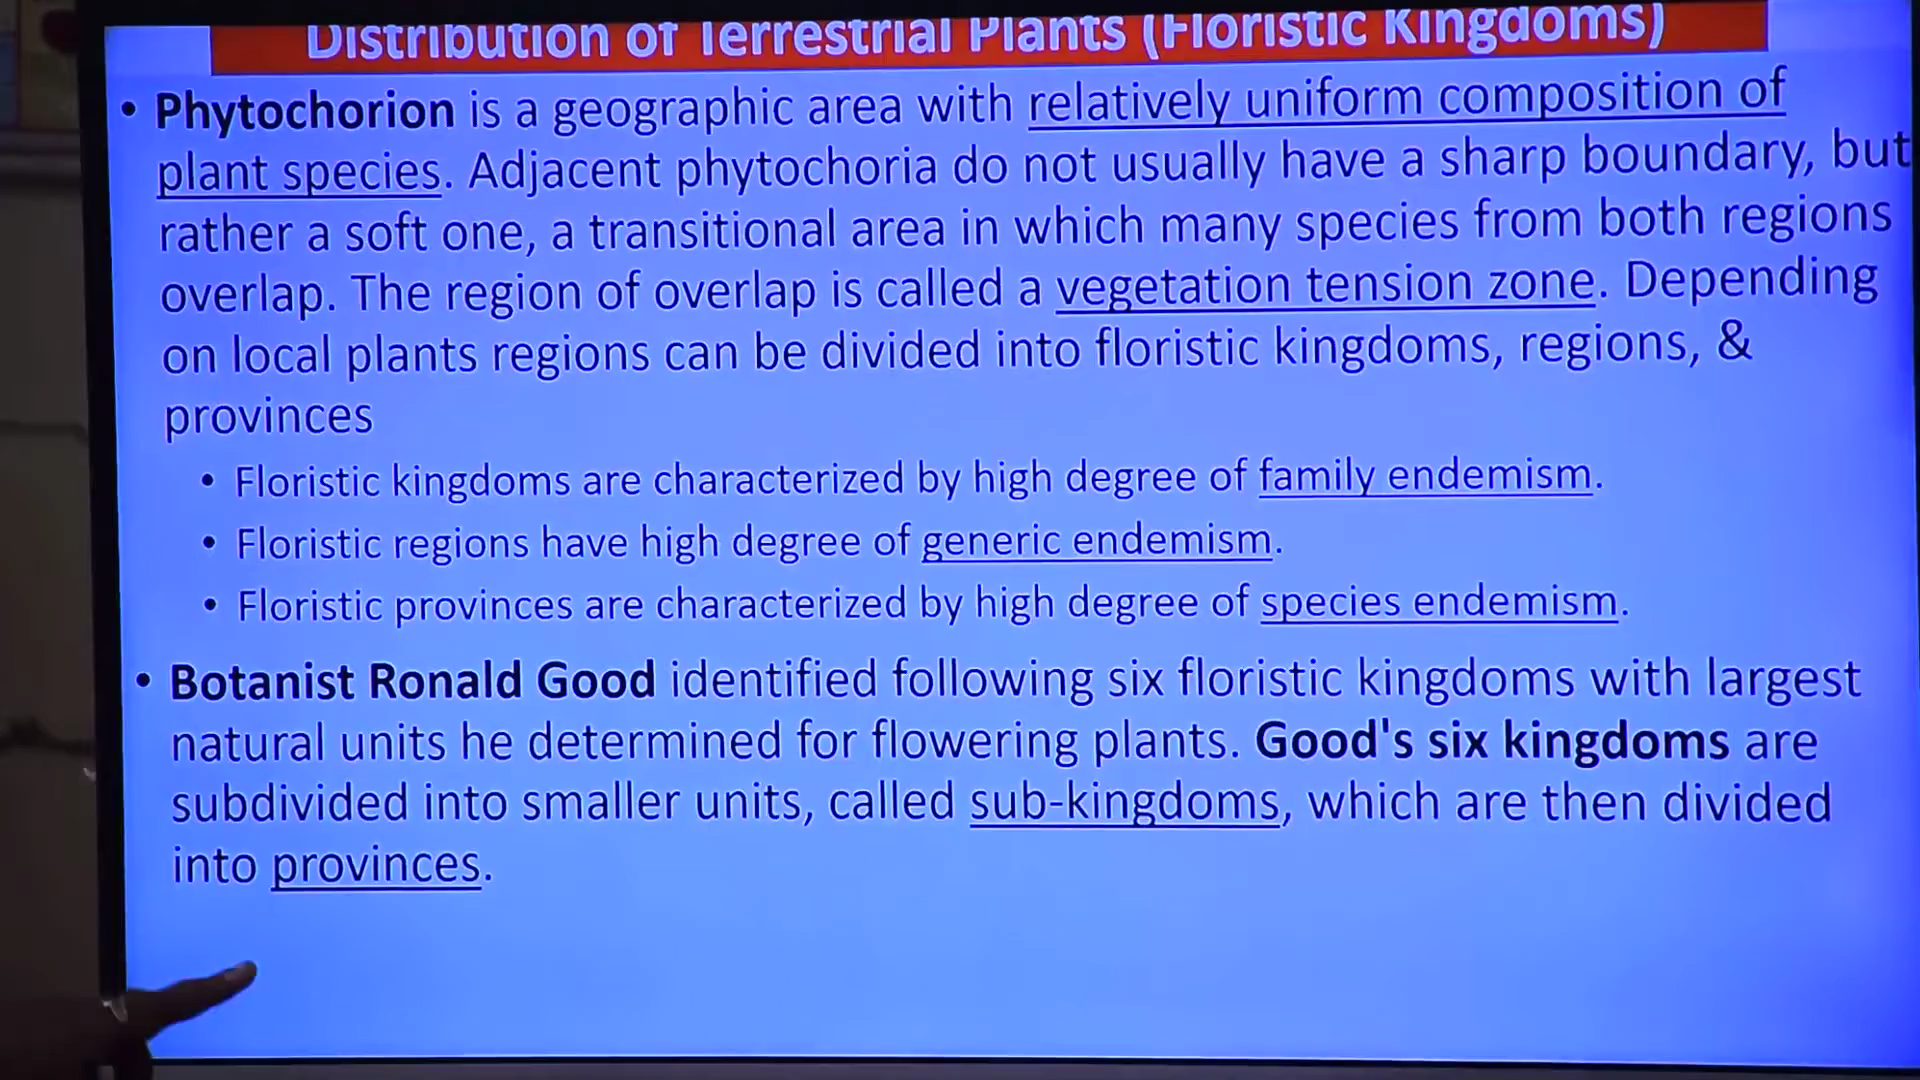 Distribution of Terrestrial Plants (Floristic Kingdoms)
• Phytochorion is a geographic area with relatively uniform composition of
plant species. Adjacent phytochoria do not usually have a sharp boundary, but
rather a soft one, a transitional area in which many species from both regions
overlap. The region of overlap is called a vegetation tension zone. Depending
on local plants regions can be divided into floristic kingdoms, regions, &
provinces
• Floristic kingdoms are characterized by high degree of family endemism.
• Floristic regions have high degree of generic endemism.
• Floristic provinces are characterized by high degree of species endemism.
• Botanist Ronald Good identified following six floristic kingdoms with largest
natural units he determined for flowering plants. Good's six kingdoms are
subdivided into smaller units, called sub-kingdoms, which are then divided
into provinces.